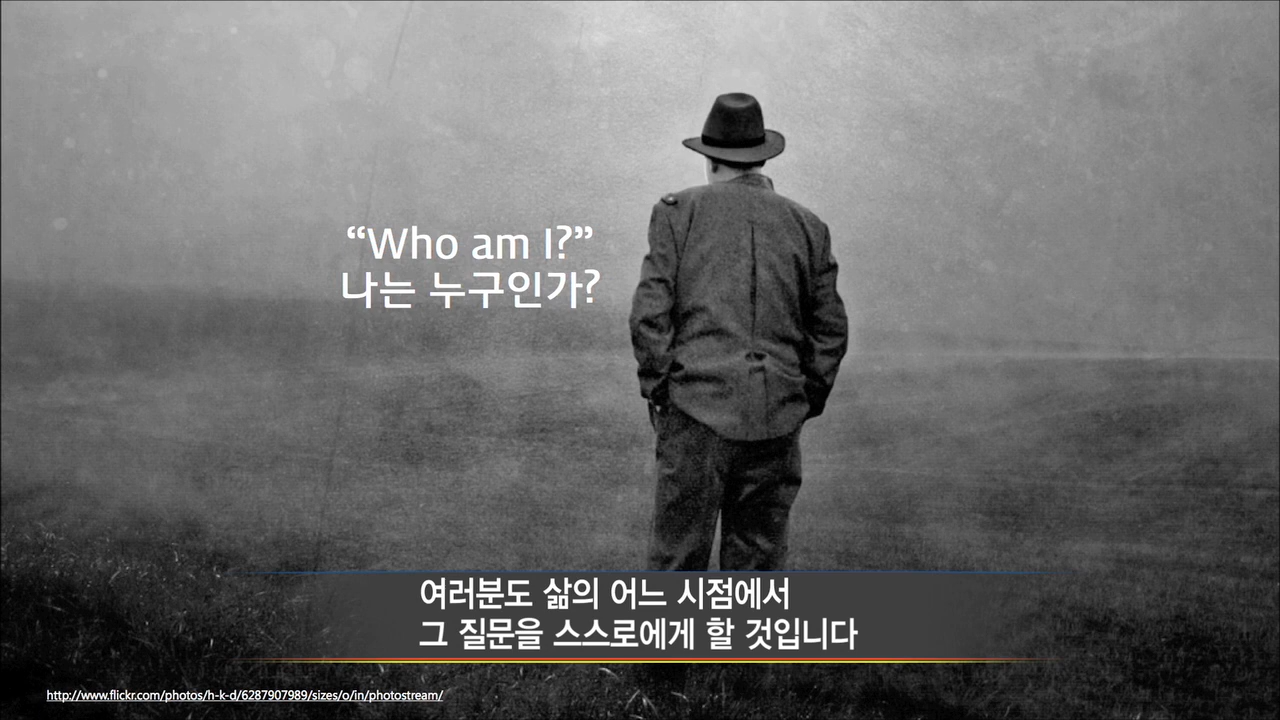 “Who am I?”
나는 누구인가?
여러분도 삶의 어느 시점에서
그 질문을 스스로에게 할 것입니다
http://www.flickr.com/photos/h-k-d/6287907989/sizes/o/in/photostream/